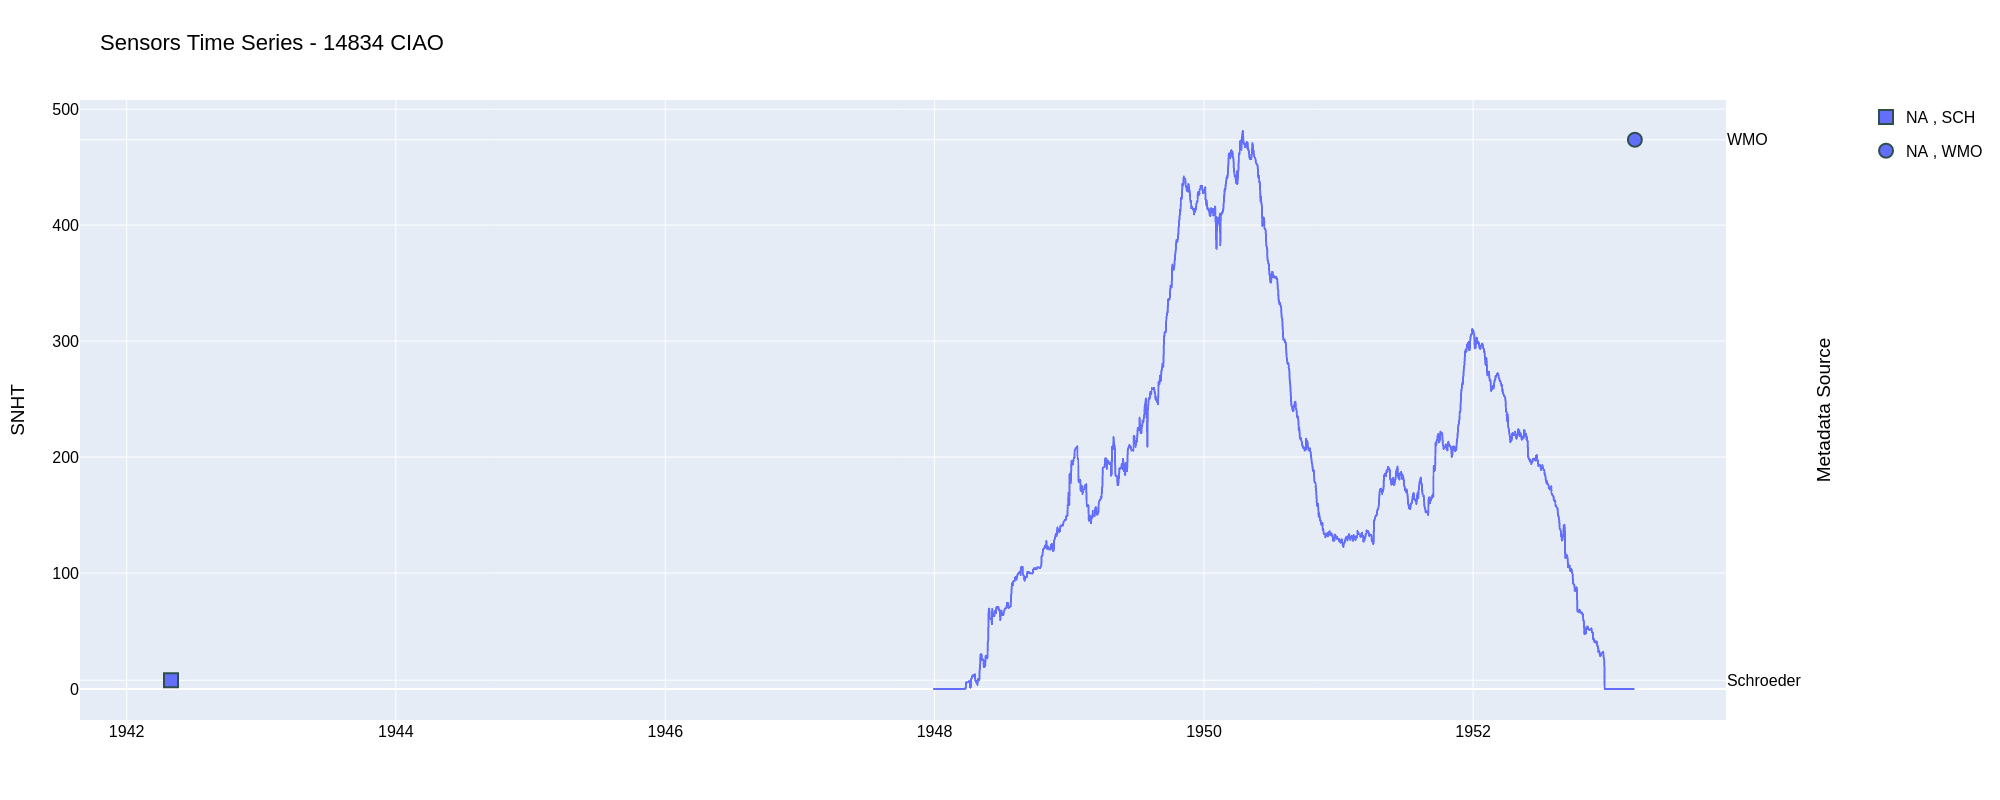 Sensors Time Series - 14834 CIAO
500
400
300
200
100
0
SNHT
1942
1944
1946
1948
1950
1952
WMO
Schroeder
Metadata Source
NA , SCH
NA , WMO